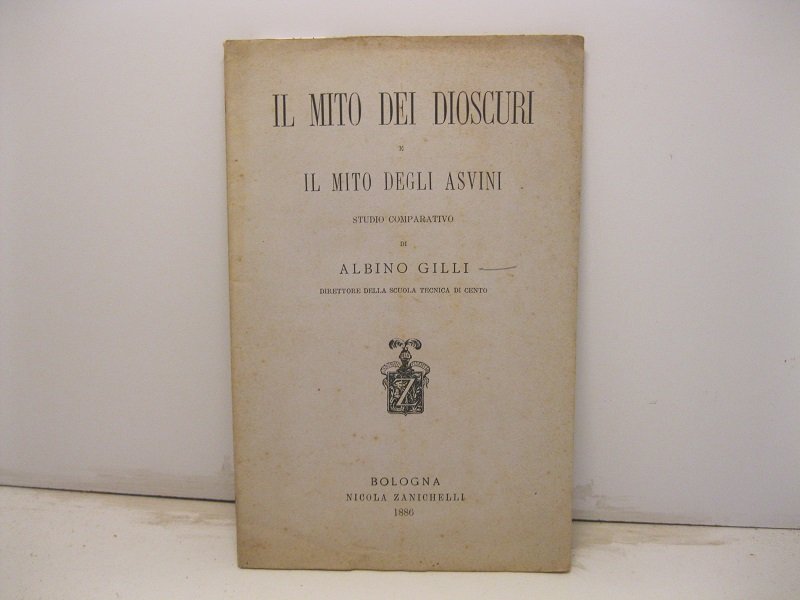 IL MITO DEI DIOSCURI
E
IL MITO DEGLI ASVINI
STUDIO COMPARATIVO
DI
ALBINO GILLI
DIRETTORE DELLA SCUOLA TECNICA DI CENTO
Z
BOLOGNA
NICOLA ZANICHELLI
1886